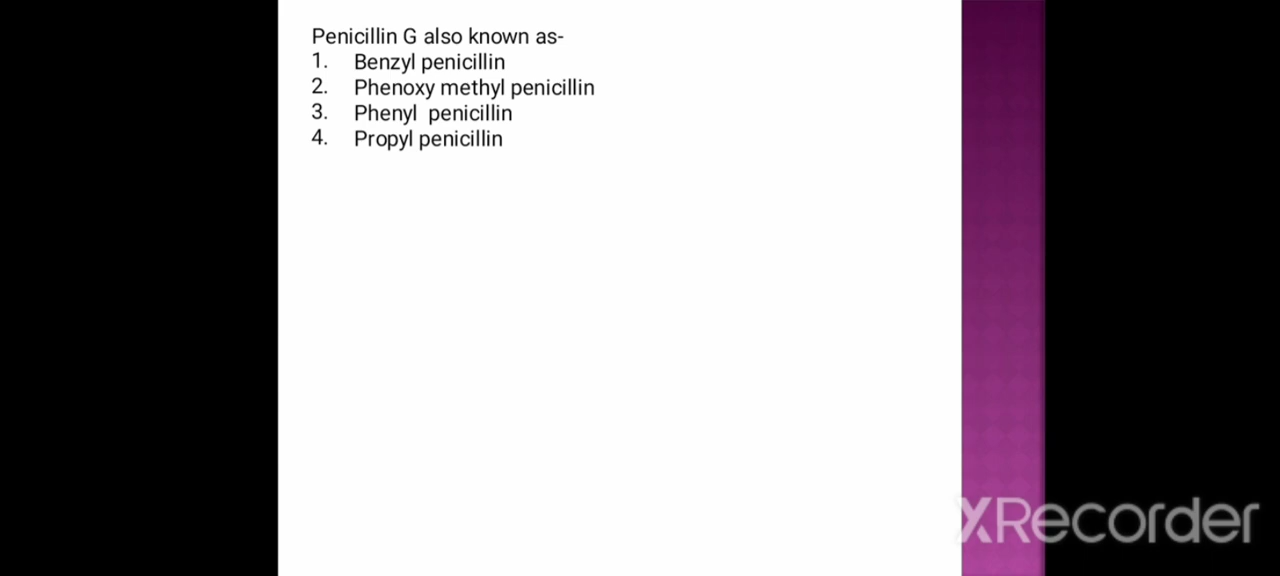 Penicillin G also known as-
1. Benzyl penicillin
2. Phenoxy methyl penicillin
3. Phenyl penicillin
4. Propyl penicillin
XRecorder